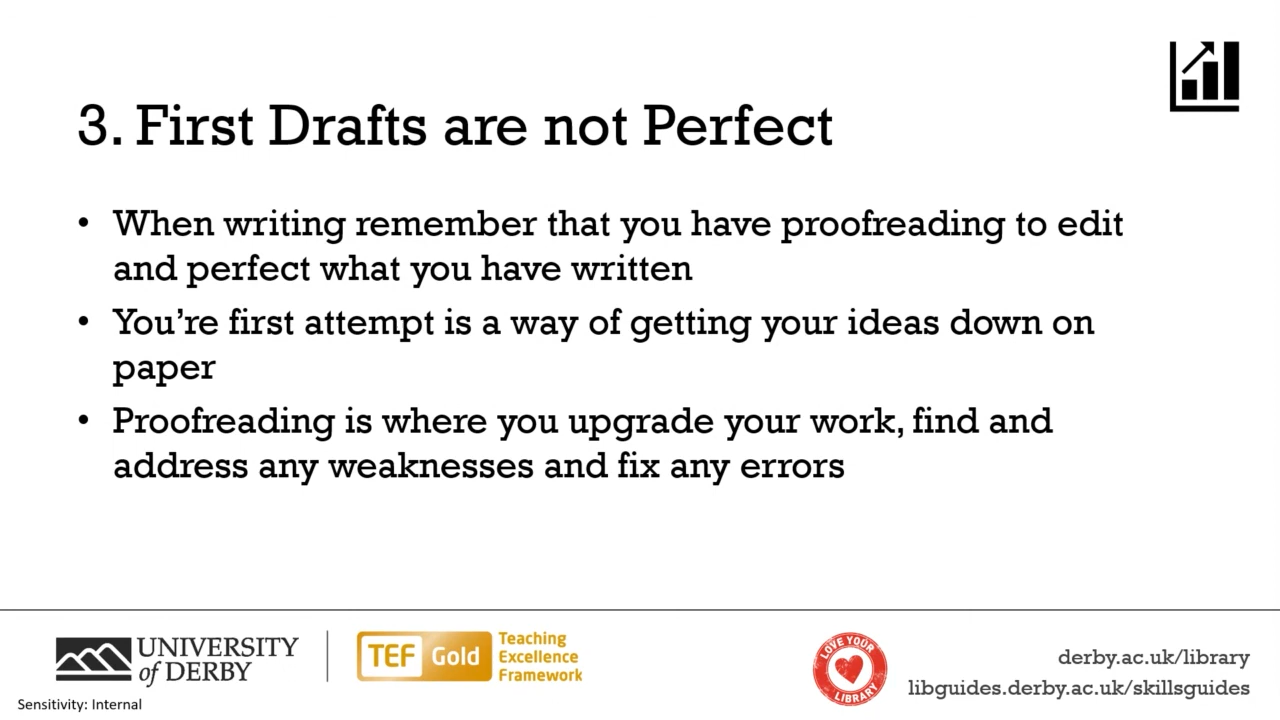 3. First Drafts are not Perfect
• When writing remember that you have proofreading to edit
and perfect what you have written
• You’re first attempt is a way of getting your ideas down on
paper
• Proofreading is where you upgrade your work, find and
address any weaknesses and fix any errors
UNIVERSITY
of DERBY
TEF Gold
Teaching
Excellence
Framework
LOVE YOUR
LIBRARY
derby.ac.uk/library
libguides.derby.ac.uk/skillsguides
Sensitivity: Internal